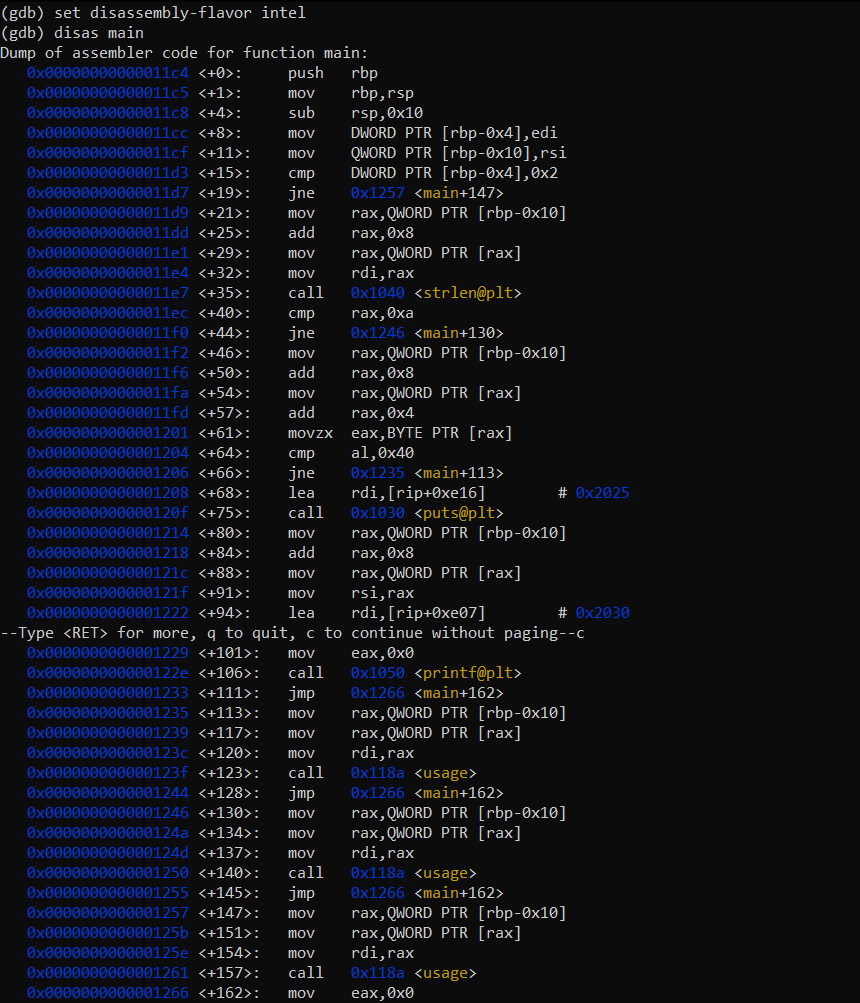 (gdb) set disassembly-flavor intel
(gdb) disas main
Dump of assembler code for function main:
   0x00000000000011c4 <+0>:     push   rbp
   0x00000000000011c5 <+1>:     mov    rbp,rsp
   0x00000000000011c8 <+4>:     sub    rsp,0x10
   0x00000000000011cc <+8>:     mov    DWORD PTR [rbp-0x4],edi
   0x00000000000011cf <+11>:    mov    QWORD PTR [rbp-0x10],rsi
   0x00000000000011d3 <+15>:    cmp    DWORD PTR [rbp-0x4],0x2
   0x00000000000011d7 <+19>:    jne    0x1257 <main+147>
   0x00000000000011d9 <+21>:    mov    rax,QWORD PTR [rbp-0x10]
   0x00000000000011dd <+25>:    add    rax,0x8
   0x00000000000011e1 <+29>:    mov    rax,QWORD PTR [rax]
   0x00000000000011e4 <+32>:    mov    rdi,rax
   0x00000000000011e7 <+35>:    call   0x1040 <strlen@plt>
   0x00000000000011ec <+40>:    cmp    rax,0xa
   0x00000000000011f0 <+44>:    jne    0x1246 <main+130>
   0x00000000000011f2 <+46>:    mov    rax,QWORD PTR [rbp-0x10]
   0x00000000000011f6 <+50>:    add    rax,0x8
   0x00000000000011fa <+54>:    mov    rax,QWORD PTR [rax]
   0x00000000000011fd <+57>:    add    rax,0x4
   0x0000000000001201 <+61>:    movzx  eax,BYTE PTR [rax]
   0x0000000000001204 <+64>:    cmp    al,0x40
   0x0000000000001206 <+66>:    jne    0x1235 <main+113>
   0x0000000000001208 <+68>:    lea    rdi,[rip+0xe16]        # 0x2025
   0x000000000000120f <+75>:    call   0x1030 <puts@plt>
   0x0000000000001214 <+80>:    mov    rax,QWORD PTR [rbp-0x10]
   0x0000000000001218 <+84>:    add    rax,0x8
   0x000000000000121c <+88>:    mov    rax,QWORD PTR [rax]
   0x000000000000121f <+91>:    mov    rsi,rax
   0x0000000000001222 <+94>:    lea    rdi,[rip+0xe07]        # 0x2030
--Type <RET> for more, q to quit, c to continue without paging--c
   0x0000000000001229 <+101>:   mov    eax,0x0
   0x000000000000122e <+106>:   call   0x1050 <printf@plt>
   0x0000000000001233 <+111>:   jmp    0x1266 <main+162>
   0x0000000000001235 <+113>:   mov    rax,QWORD PTR [rbp-0x10]
   0x0000000000001239 <+117>:   mov    rax,QWORD PTR [rax]
   0x000000000000123c <+120>:   mov    rdi,rax
   0x000000000000123f <+123>:   call   0x118a <usage>
   0x0000000000001244 <+128>:   jmp    0x1266 <main+162>
   0x0000000000001246 <+130>:   mov    rax,QWORD PTR [rbp-0x10]
   0x000000000000124a <+134>:   mov    rax,QWORD PTR [rax]
   0x000000000000124d <+137>:   mov    rdi,rax
   0x0000000000001250 <+140>:   call   0x118a <usage>
   0x0000000000001255 <+145>:   jmp    0x1266 <main+162>
   0x0000000000001257 <+147>:   mov    rax,QWORD PTR [rbp-0x10]
   0x000000000000125b <+151>:   mov    rax,QWORD PTR [rax]
   0x000000000000125e <+154>:   mov    rdi,rax
   0x0000000000001261 <+157>:   call   0x118a <usage>
   0x0000000000001266 <+162>:   mov    eax,0x0